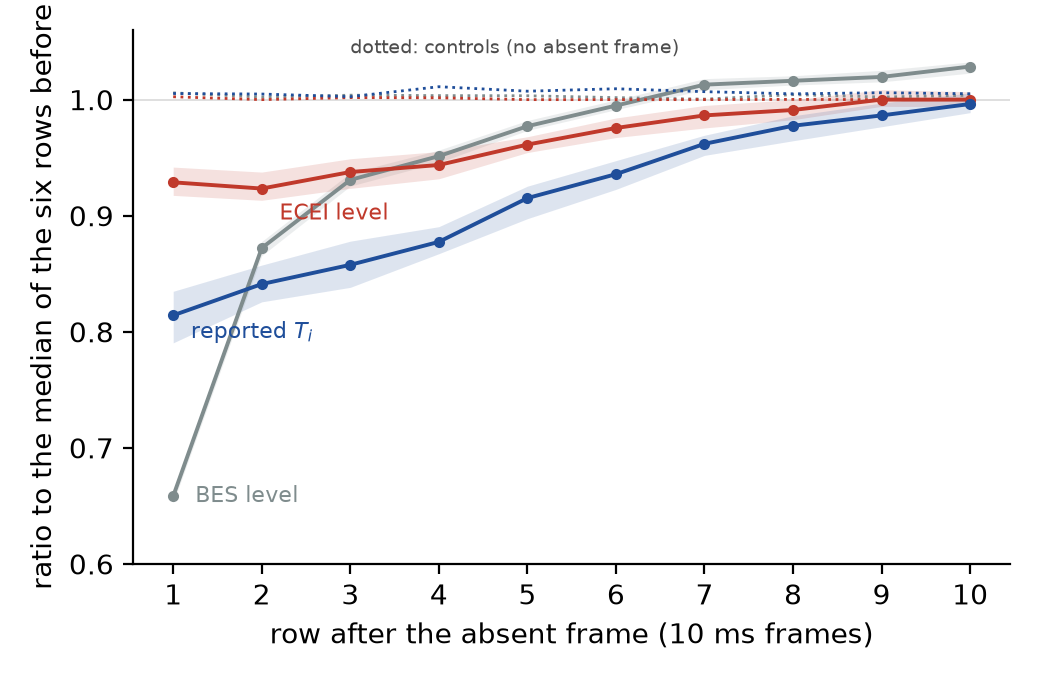 ratio to the median of the six rows before
dotted: controls (no absent frame)
1.0
0.9
0.8
0.7
0.6
ECEI level
reported Ti
BES level
1 2 3 4 5 6 7 8 9 10
row after the absent frame (10 ms frames)